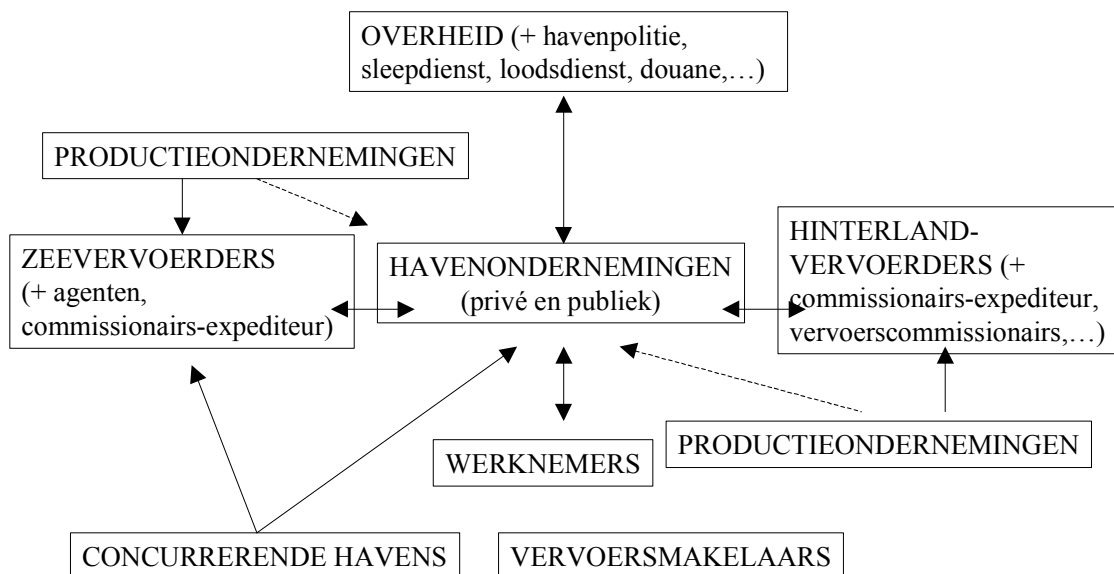 OVERHEID (+ havenpolitie,
sleepdienst, loodsdienst, douane,…)
PRODUCTIEONDERNEMINGEN
ZEEVERVOERDERS
(+ agenten,
commissionairs-expediteur)
HAVENONDERNEMINGEN
(privé en publiek)
HINTERLAND-
VERVOERDERS (+
commissionairs-expediteur,
vervoerscommissionairs,…)
WERKNEMERS
PRODUCTIEONDERNEMINGEN
CONCURRERENDE HAVENS
VERVOERSMAKELAARS